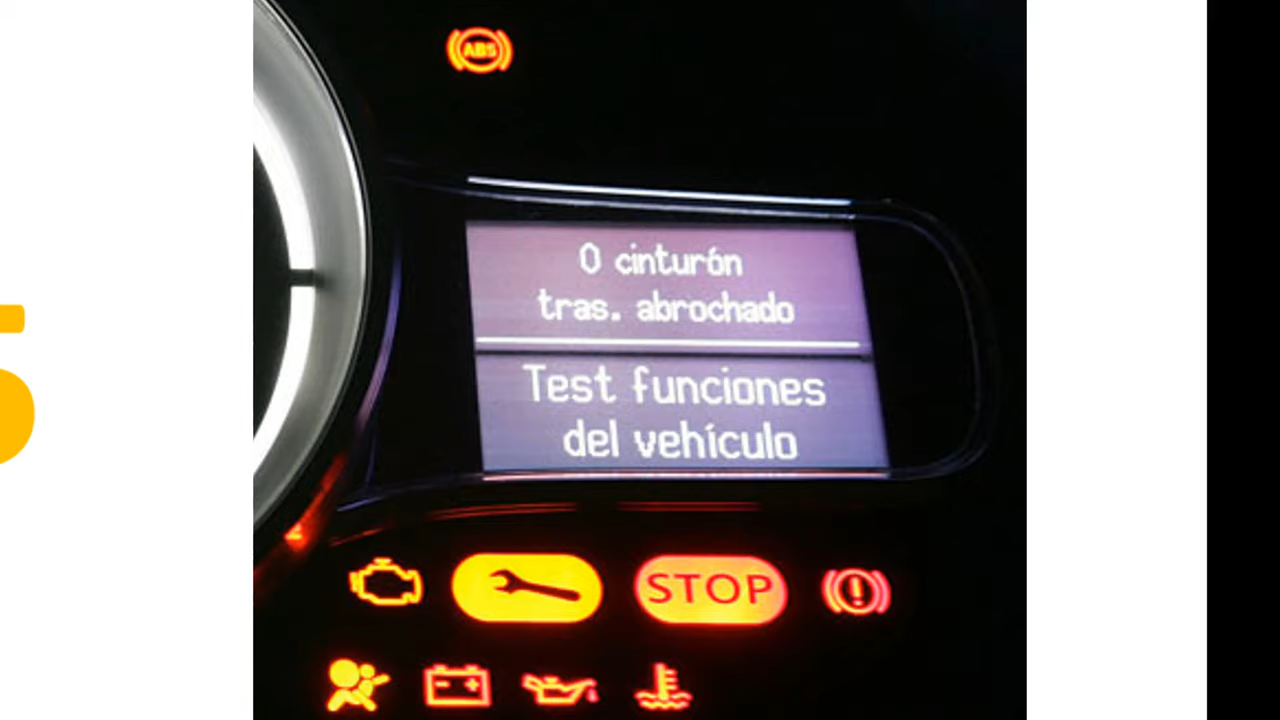 ABS
0 cinturón
tras. abrochado
Test funciones
del vehículo
STOP